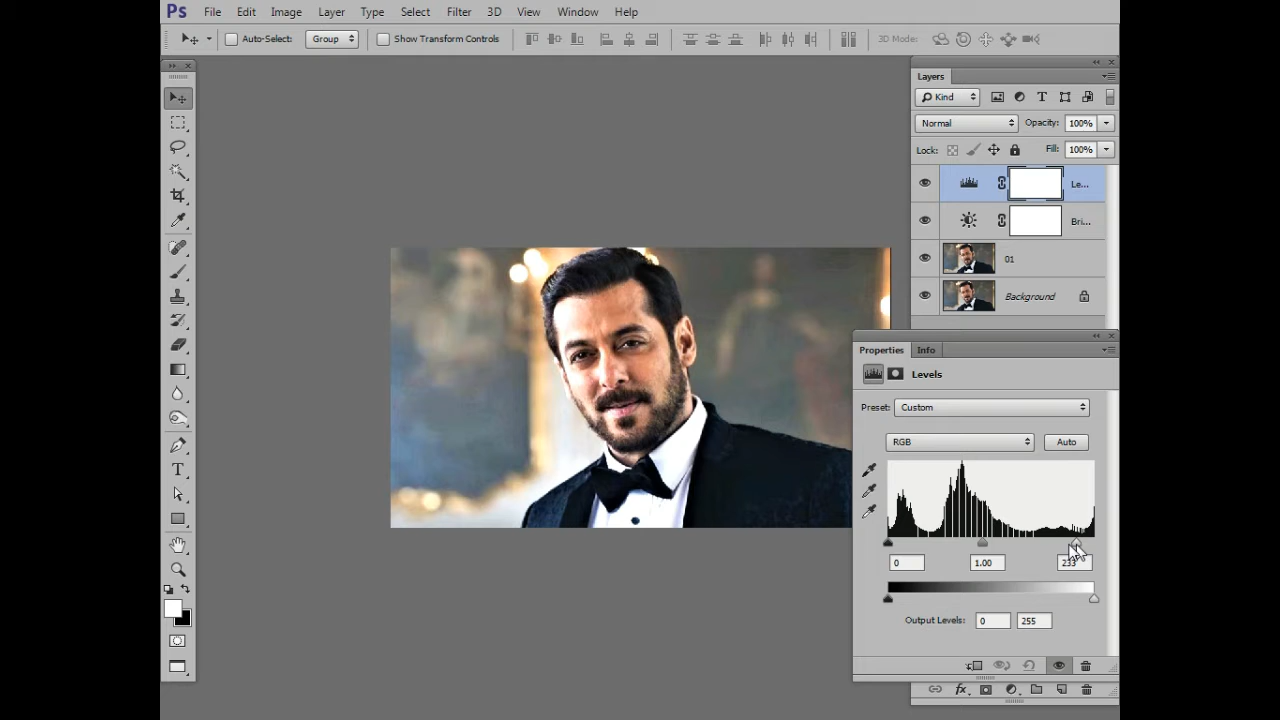 Ps File Edit Image Layer Type Select Filter 3D View Window Help
Auto-Select: Group Show Transform Controls 3D Mode:
Layers
Kind
Normal Opacity: 100%
Lock: Fill: 100%
Le...
Bri...
01
Background
Properties Info
Levels
Preset: Custom
RGB Auto
0 1.00 233
Output Levels: 0 255